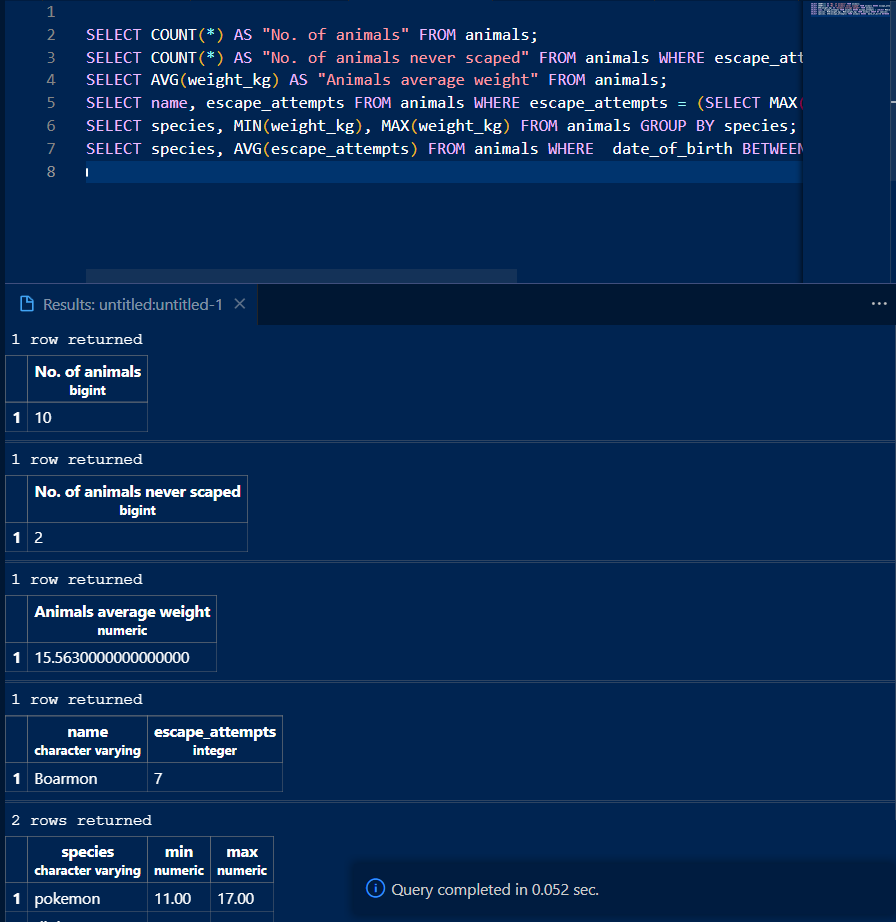 1
2 SELECT COUNT(*) AS "No. of animals" FROM animals;
3 SELECT COUNT(*) AS "No. of animals never scaped" FROM animals WHERE escape_att
4 SELECT AVG(weight_kg) AS "Animals average weight" FROM animals;
5 SELECT name, escape_attempts FROM animals WHERE escape_attempts = (SELECT MAX(
6 SELECT species, MIN(weight_kg), MAX(weight_kg) FROM animals GROUP BY species;
7 SELECT species, AVG(escape_attempts) FROM animals WHERE  date_of_birth BETWEEN
8
Results: untitled:untitled-1 ×
...
1 row returned
No. of animals
bigint
1 10
1 row returned
No. of animals never scaped
bigint
1 2
1 row returned
Animals average weight
numeric
1 15.5630000000000000
1 row returned
name escape_attempts
character varying integer
1 Boarmon 7
2 rows returned
species min max
character varying numeric numeric
1 pokemon 11.00 17.00
Query completed in 0.052 sec.